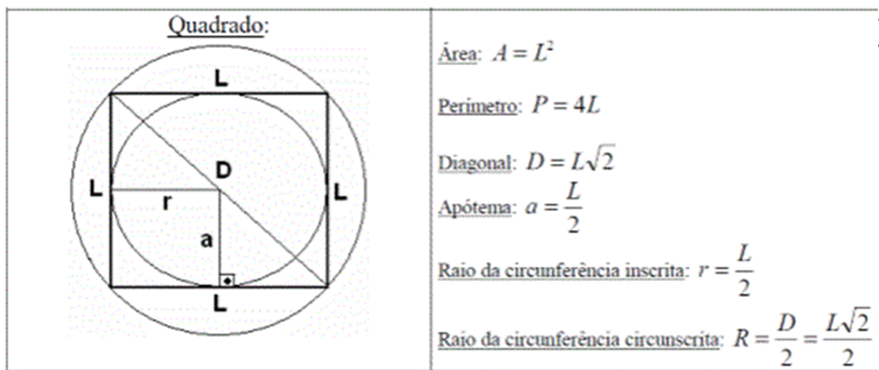 Quadrado:
L
L
D
L
r
a
L
Área: A = L²
Perimetro: P = 4L
Diagonal: D = L√2
Apótema: a = L/2
Raio da circunferência inscrita: r = L/2
Raio da circunferência circunscrita: R = D/2 = L√2/2